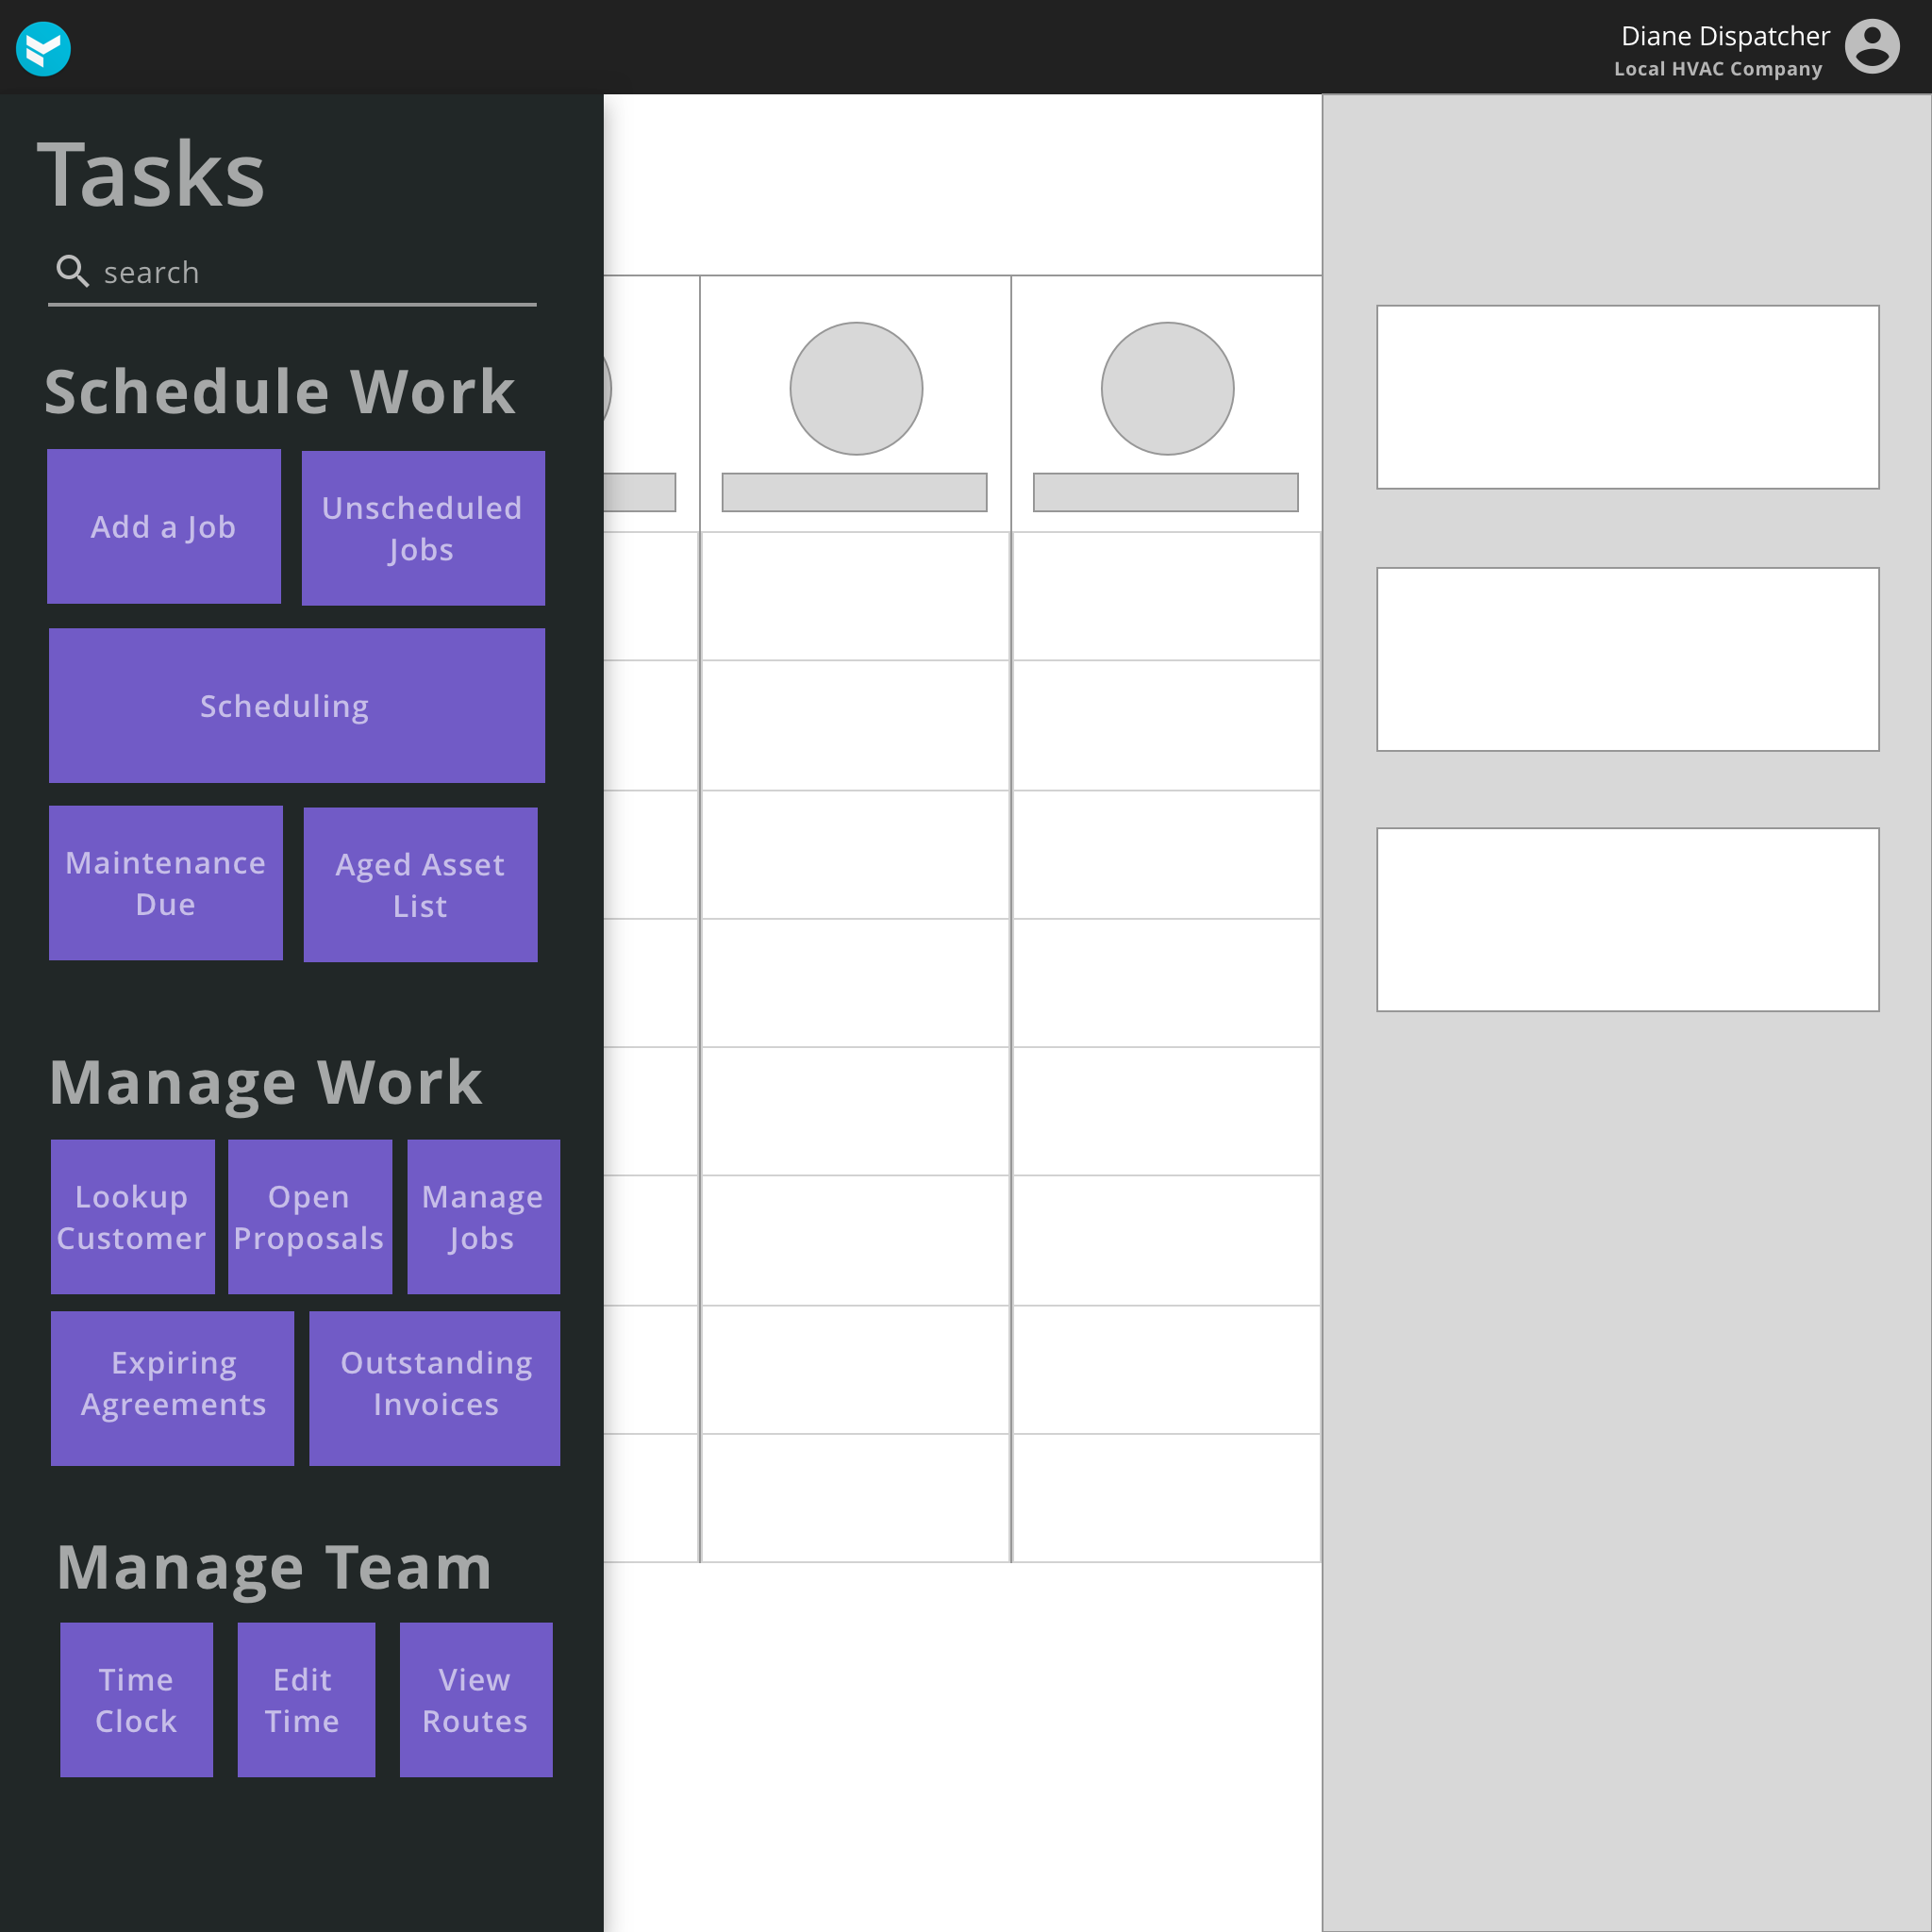 Diane Dispatcher
Local HVAC Company
Tasks
search
Schedule Work
Add a Job
Unscheduled
Jobs
Scheduling
Maintenance
Due
Aged Asset
List
Manage Work
Lookup
Customer
Open
Proposals
Manage
Jobs
Expiring
Agreements
Outstanding
Invoices
Manage Team
Time
Clock
Edit
Time
View
Routes